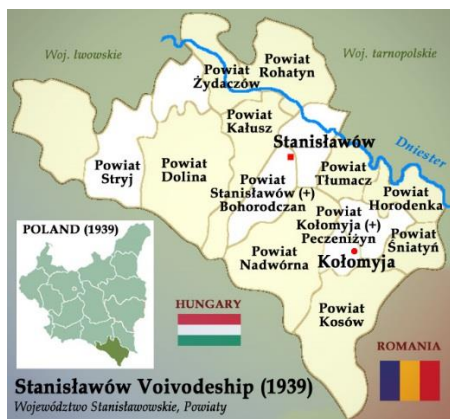 Woj. lwowskie
Woj. tarnopolskie
Powiat
Żydaczów
Powiat
Rohatyn
Powiat
Kałusz
Stanisławów
Dniester
Powiat
Stryj
Powiat
Dolina
Powiat
Stanisławów (+)
Bohorodczan
Powiat
Tłumacz
Powiat
Horodenka
Powiat
Kołomyja (+)
Peczeniżyn
Powiat
Śniatyń
Powiat
Nadwórna
Kołomyja
Powiat
Kosów
POLAND (1939)
HUNGARY
ROMANIA
Stanisławów Voivodeship (1939)
Województwo Stanisławowskie, Powiaty